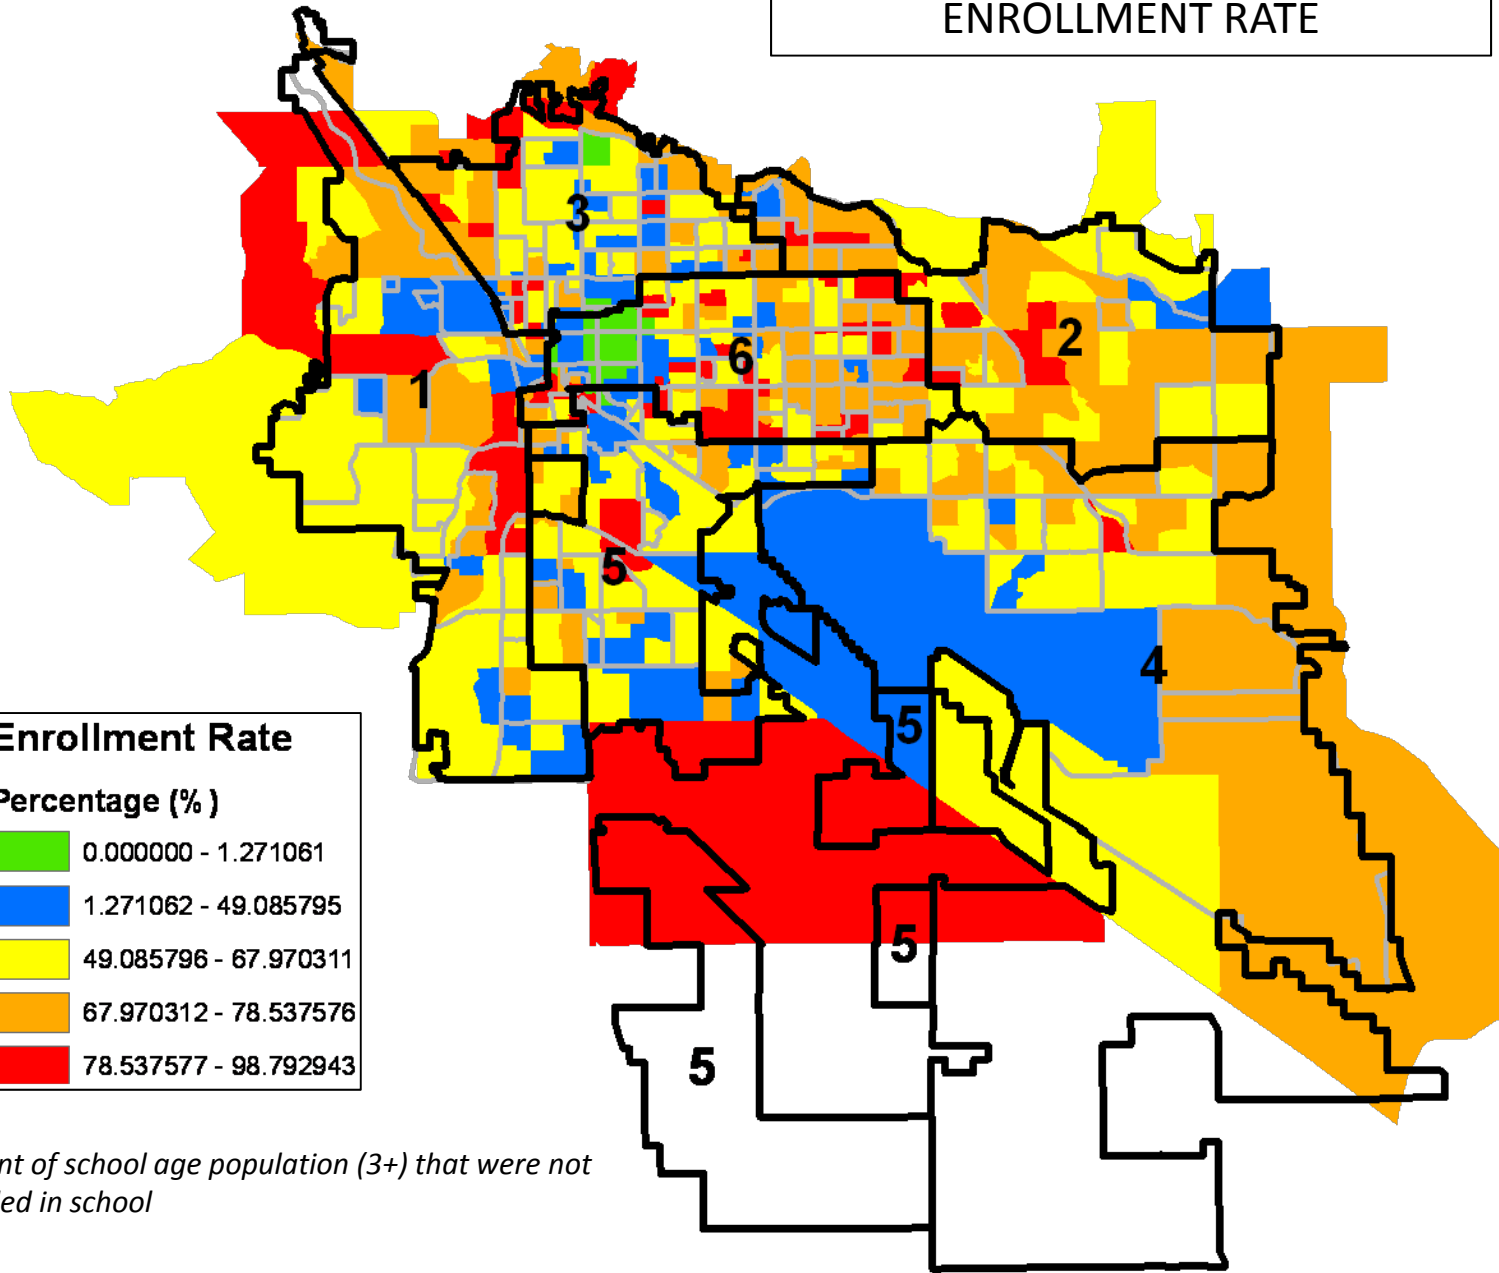 ENROLLMENT RATE
3
2
6
1
5
4
5
5
5
Enrollment Rate
Percentage (%)
0.000000 - 1.271061
1.271062 - 49.085795
49.085796 - 67.970311
67.970312 - 78.537576
78.537577 - 98.792943
of school age population (3+) that were not
in school